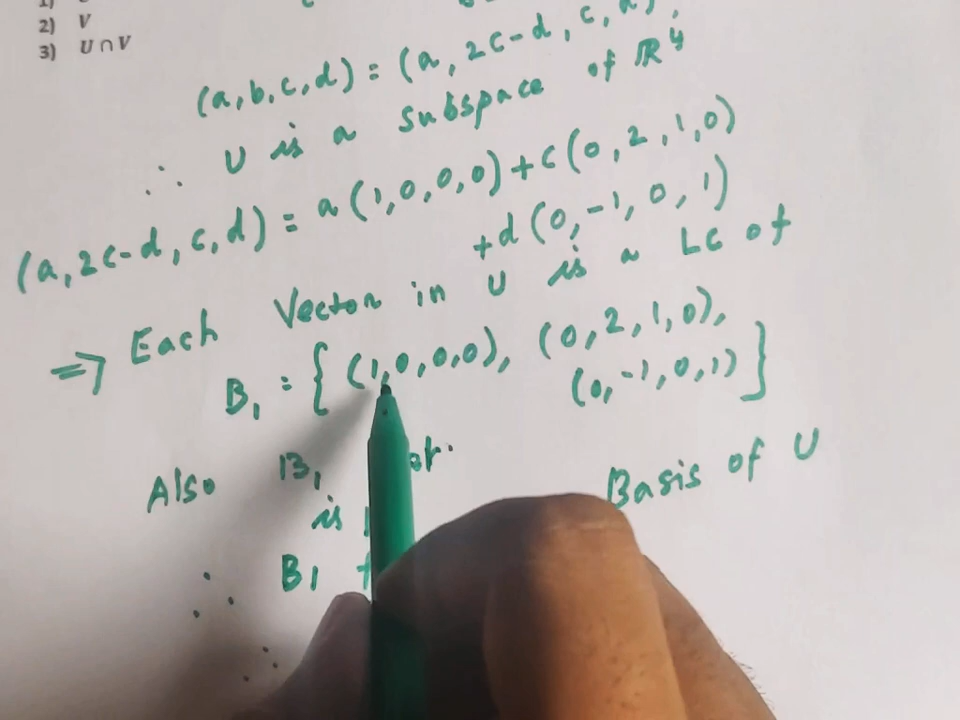 2) V
3) U ∩ V
(a, b, c, d) = (a, 2c-d, c, d).
∴ U is a subspace of ℝ⁴
(a, 2c-d, c, d) = a(1,0,0,0) + c(0,2,1,0)
+d(0,-1,0,1)
⇒ Each Vector in U is a LC of
B₁ = {(1,0,0,0), (0,2,1,0),
(0,-1,0,1)}
Also B₁
is
∴ B₁ Basis of U